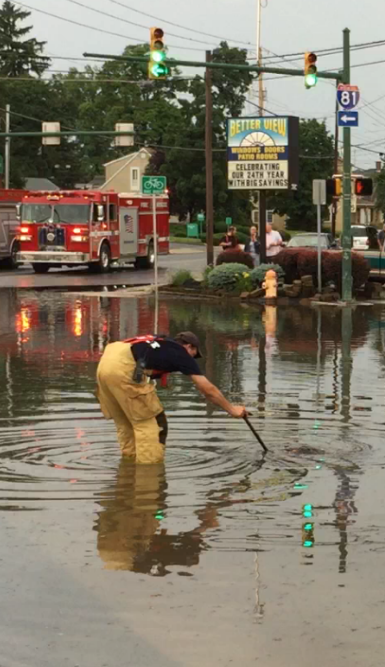 81
BETTER VIEW
WINDOWS DOORS
PATIO ROOMS
CELEBRATING
OUR 24TH YEAR
WITH BIG SAVINGS